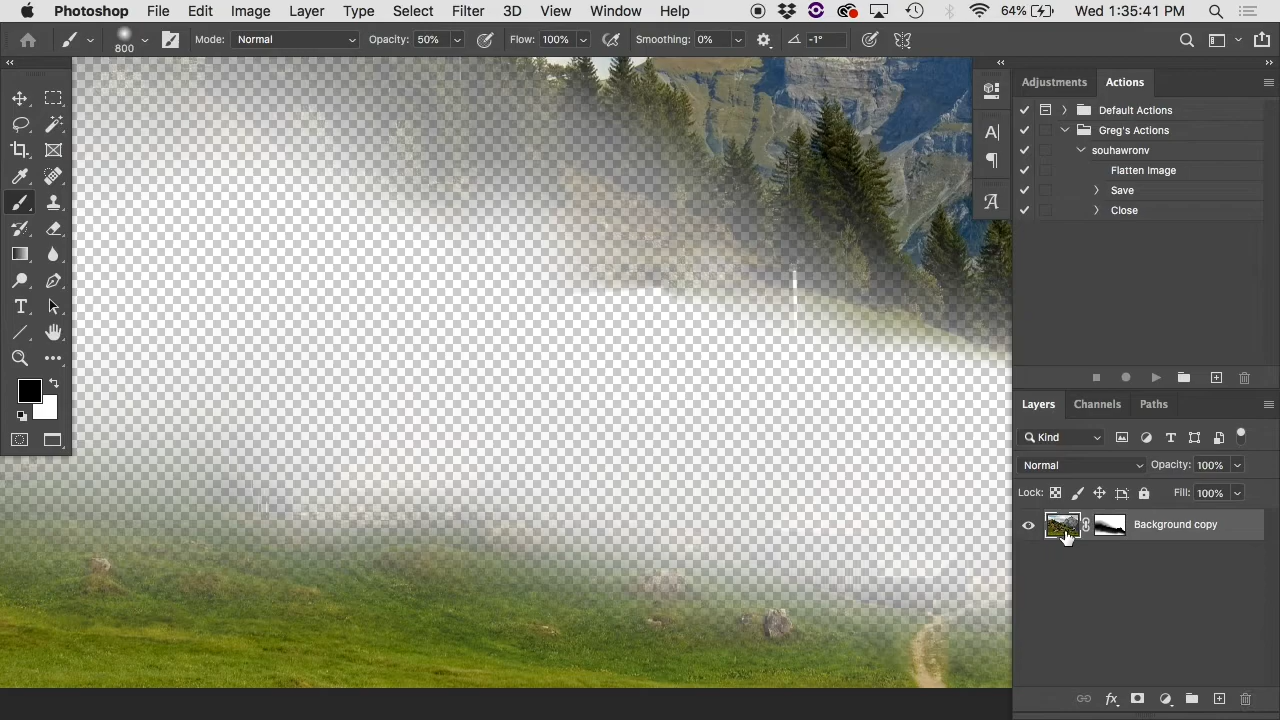 Photoshop File Edit Image Layer Type Select Filter 3D View Window Help 64% Wed 1:35:41 PM
800 Mode: Normal Opacity: 50% Flow: 100% Smoothing: 0% -1°
Adjustments Actions
Default Actions
Greg's Actions
souhawronv
Flatten Image
Save
Close
Layers Channels Paths
Kind
Normal Opacity: 100%
Lock: Fill: 100%
Background copy